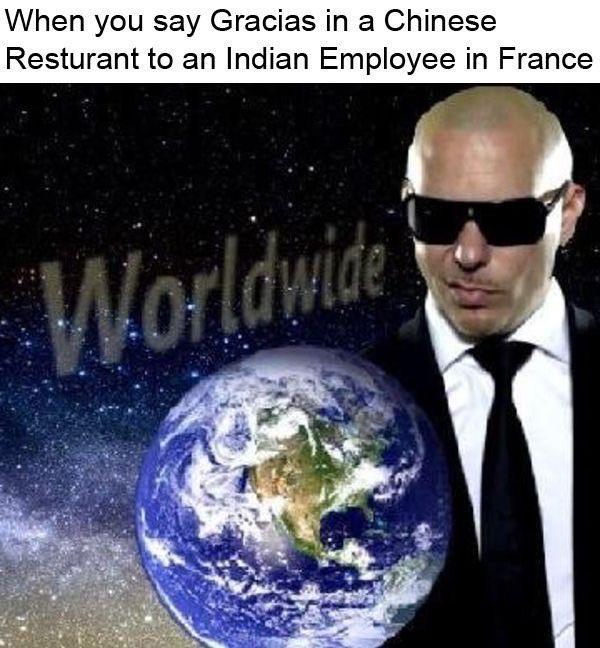 When you say Gracias in a Chinese
Resturant to an Indian Employee in France
Worldwide